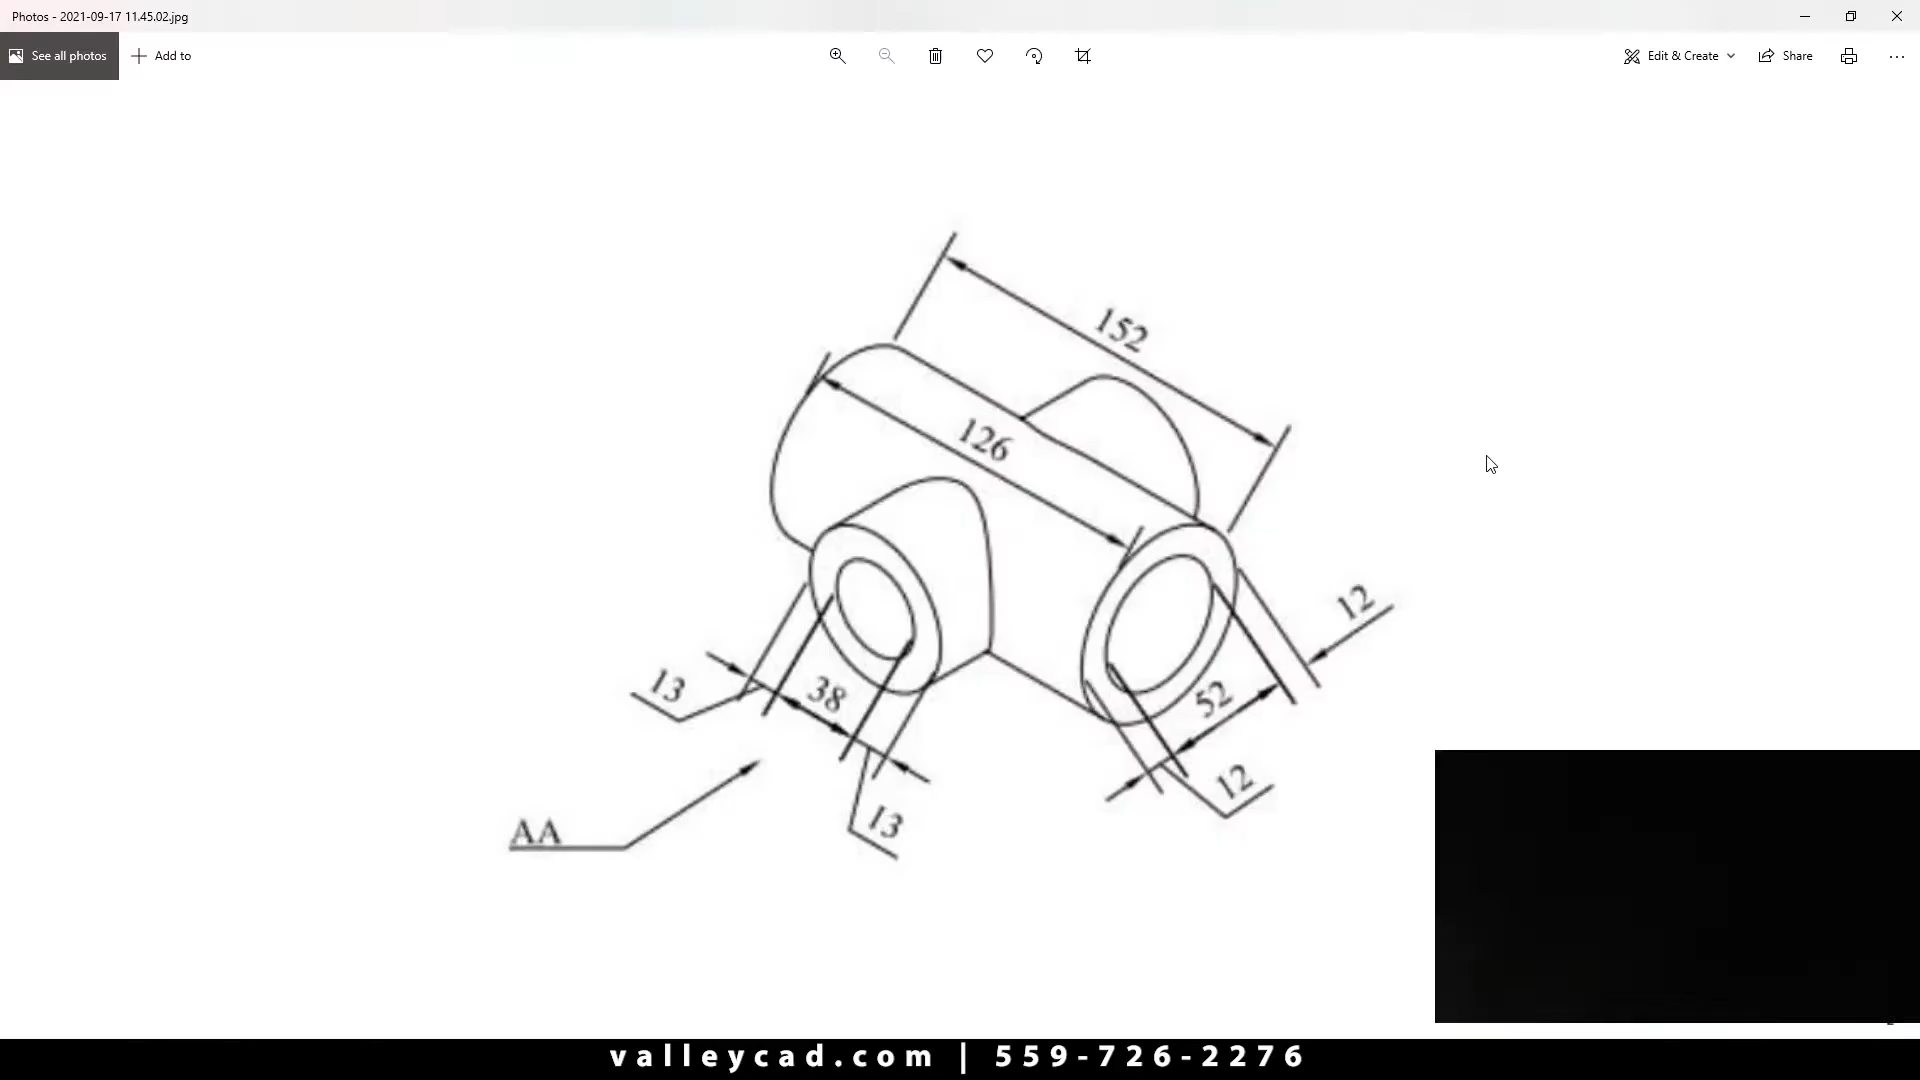 Photos - 2021-09-17 11.45.02.jpg
See all photos
Add to
Edit & Create
Share
152
126
12
13
38
52
12
13
AA
valleycad.com | 559-726-2276